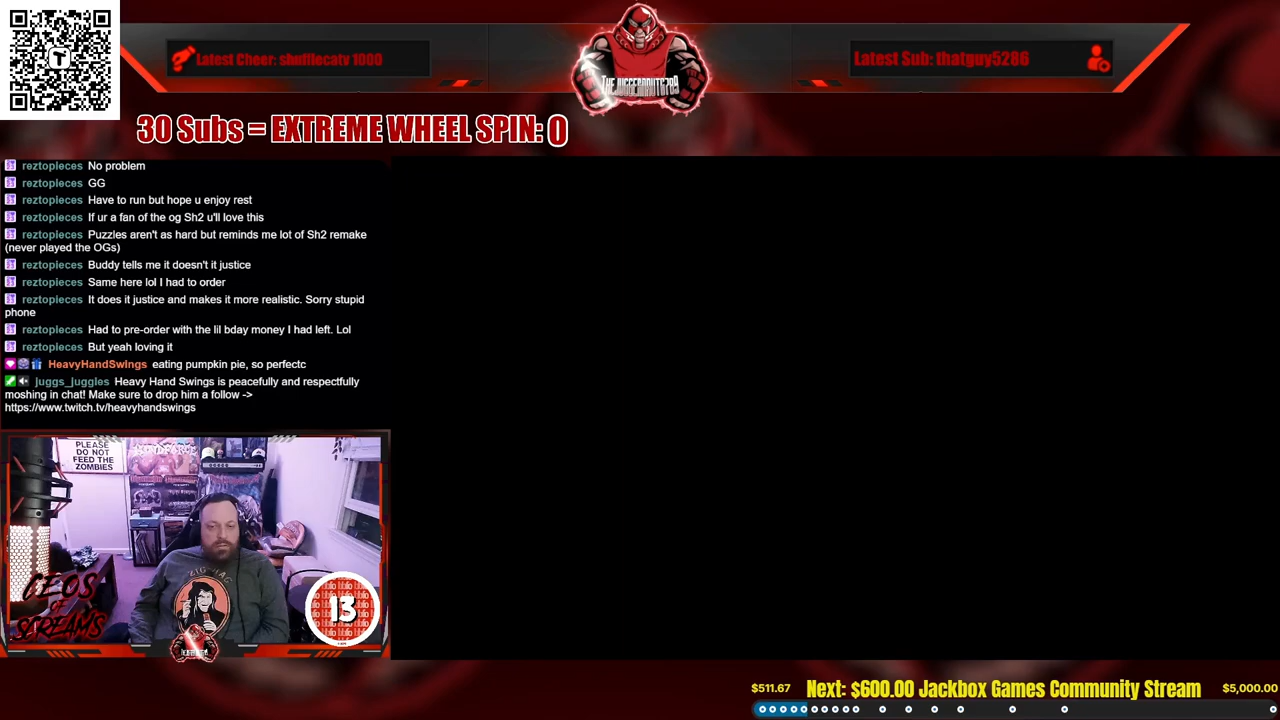 Latest Cheer: shufflecatv 1000
THEJUGGERNAUT6789
Latest Sub: thatguy5286
30 Subs = EXTREME WHEEL SPIN: 0
reztopieces No problem
reztopieces GG
reztopieces Have to run but hope u enjoy rest
reztopieces If ur a fan of the og Sh2 u'll love this
reztopieces Puzzles aren't as hard but reminds me lot of Sh2 remake
(never played the OGs)
reztopieces Buddy tells me it doesn't it justice
reztopieces Same here lol I had to order
reztopieces It does it justice and makes it more realistic. Sorry stupid
phone
reztopieces Had to pre-order with the lil bday money I had left. Lol
reztopieces But yeah loving it
HeavyHandSwings eating pumpkin pie, so perfectc
juggs_juggles Heavy Hand Swings is peacefully and respectfully
moshing in chat! Make sure to drop him a follow ->
https://www.twitch.tv/heavyhandswings
PLEASE
DO NOT
FEED THE
ZOMBIES
ZIG-ZAG
CEOS
OF
STREAMS
13
$511.67 Next: $600.00 Jackbox Games Community Stream $5,000.00